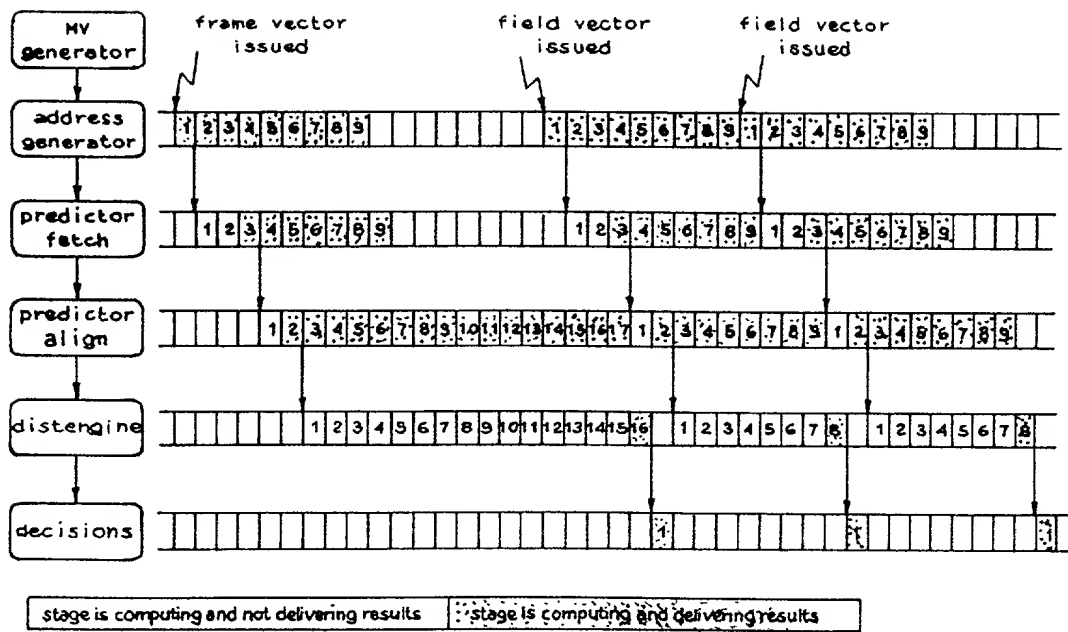 MV generator
frame vector issued
field vector issued
field vector issued
address generator
1 2 3 4 5 6 7 8 9 1 2 3 4 5 6 7 8 9 1 2 3 4 5 6 7 8 9
predictor fetch
1 2 3 4 5 6 7 8 9 1 2 3 4 5 6 7 8 9 1 2 3 4 5 6 7 8 9
predictor align
1 2 3 4 5 6 7 8 9 10 11 12 13 14 15 16 17 1 2 3 4 5 6 7 8 9 1 2 3 4 5 6 7 8 9
distengine
1 2 3 4 5 6 7 8 9 10 11 12 13 14 15 16 1 2 3 4 5 6 7 8 1 2 3 4 5 6 7 8
decisions
1 1 1
stage is computing and not delivering results
stage is computing and delivering results